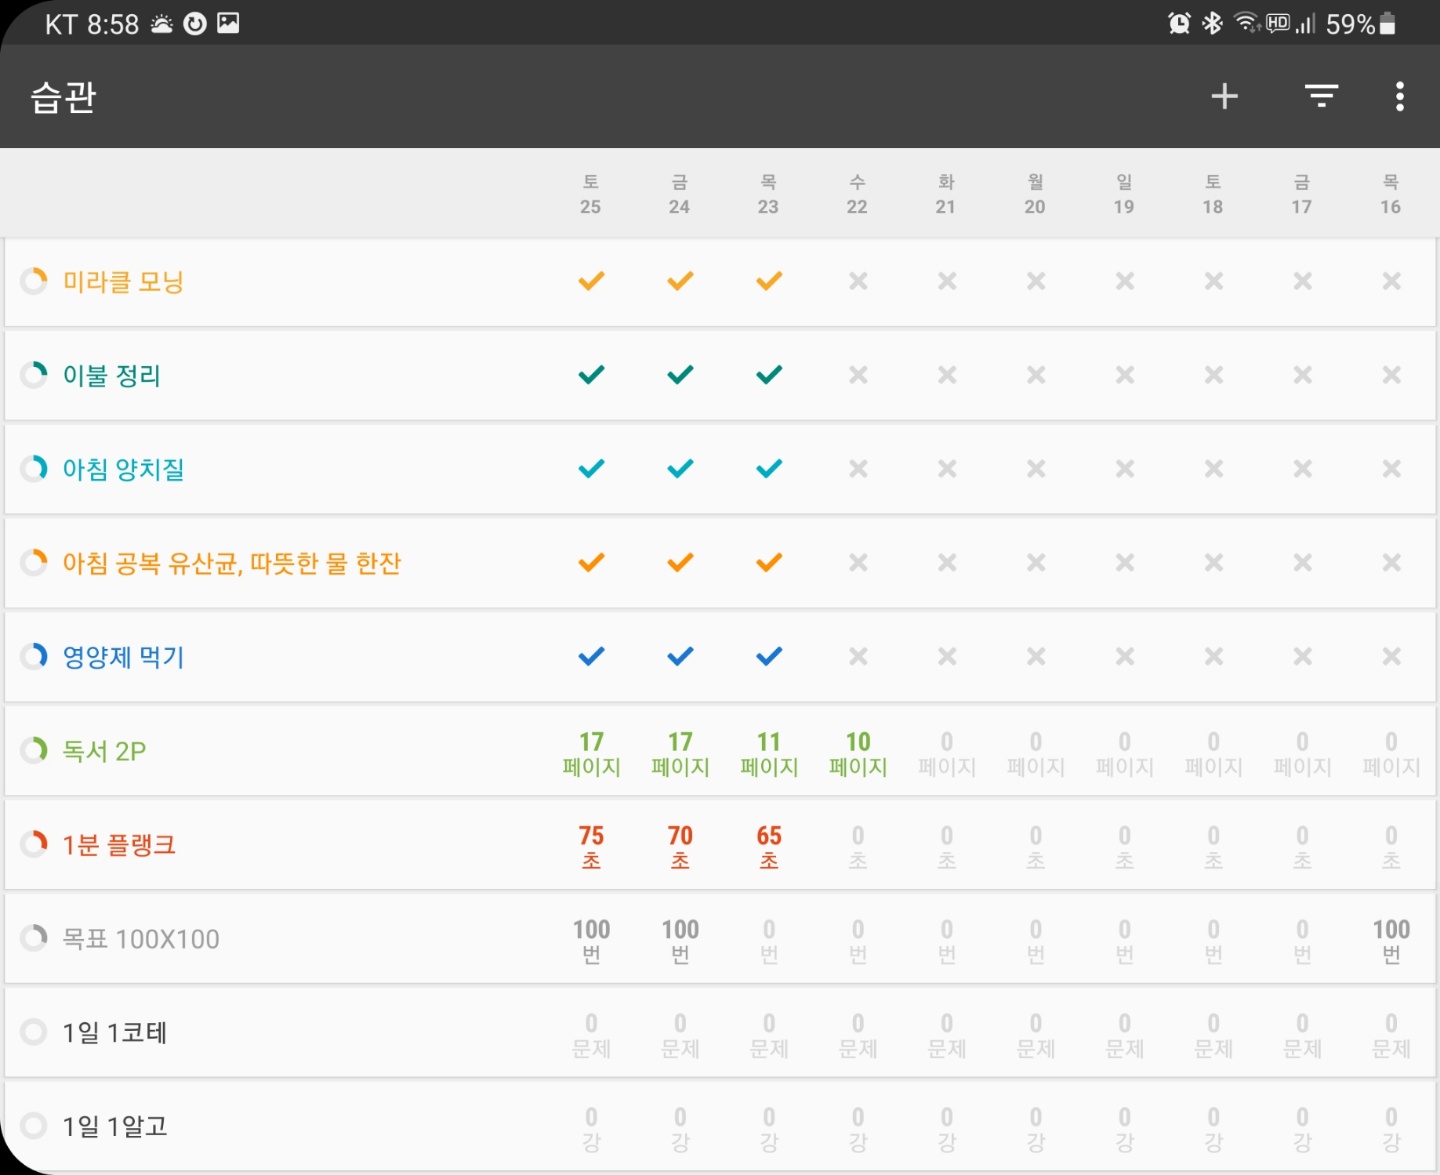 KT 8:58 HD 59%
습관
토 금 목 수 화 월 일 토 금 목
25 24 23 22 21 20 19 18 17 16
미라클 모닝
이불 정리
아침 양치질
아침 공복 유산균, 따뜻한 물 한잔
영양제 먹기
독서 2P
17 17 11 10 0 0 0 0 0 0
페이지 페이지 페이지 페이지 페이지 페이지 페이지 페이지 페이지 페이지
1분 플랭크
75 70 65 0 0 0 0 0 0 0
초 초 초 초 초 초 초 초 초 초
목표 100X100
100 100 0 0 0 0 0 0 0 100
번 번 번 번 번 번 번 번 번 번
1일 1코테
0 0 0 0 0 0 0 0 0 0
문제 문제 문제 문제 문제 문제 문제 문제 문제 문제
1일 1알고
0 0 0 0 0 0 0 0 0 0
강 강 강 강 강 강 강 강 강 강